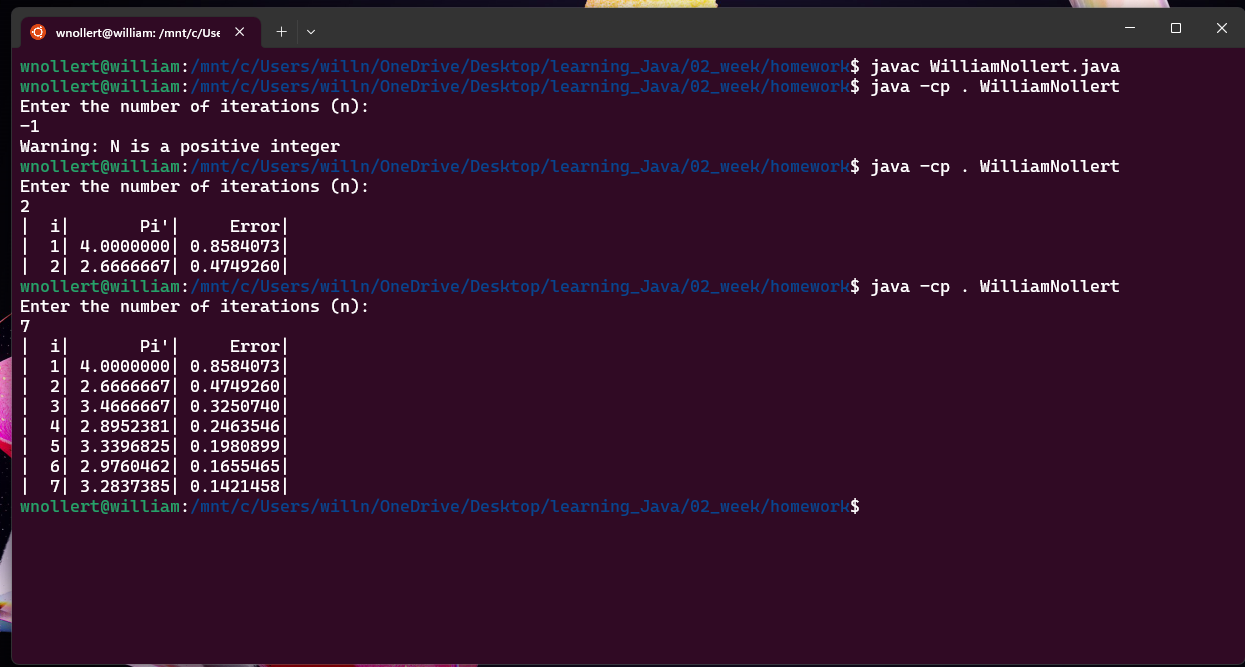 wnollert@william: /mnt/c/Use
wnollert@william:/mnt/c/Users/willn/OneDrive/Desktop/learning_Java/02_week/homework$ javac WilliamNollert.java
wnollert@william:/mnt/c/Users/willn/OneDrive/Desktop/learning_Java/02_week/homework$ java -cp . WilliamNollert
Enter the number of iterations (n):
-1
Warning: N is a positive integer
wnollert@william:/mnt/c/Users/willn/OneDrive/Desktop/learning_Java/02_week/homework$ java -cp . WilliamNollert
Enter the number of iterations (n):
2
|  i|       Pi'|     Error|
|  1| 4.0000000| 0.8584073|
|  2| 2.6666667| 0.4749260|
wnollert@william:/mnt/c/Users/willn/OneDrive/Desktop/learning_Java/02_week/homework$ java -cp . WilliamNollert
Enter the number of iterations (n):
7
|  i|       Pi'|     Error|
|  1| 4.0000000| 0.8584073|
|  2| 2.6666667| 0.4749260|
|  3| 3.4666667| 0.3250740|
|  4| 2.8952381| 0.2463546|
|  5| 3.3396825| 0.1980899|
|  6| 2.9760462| 0.1655465|
|  7| 3.2837385| 0.1421458|
wnollert@william:/mnt/c/Users/willn/OneDrive/Desktop/learning_Java/02_week/homework$